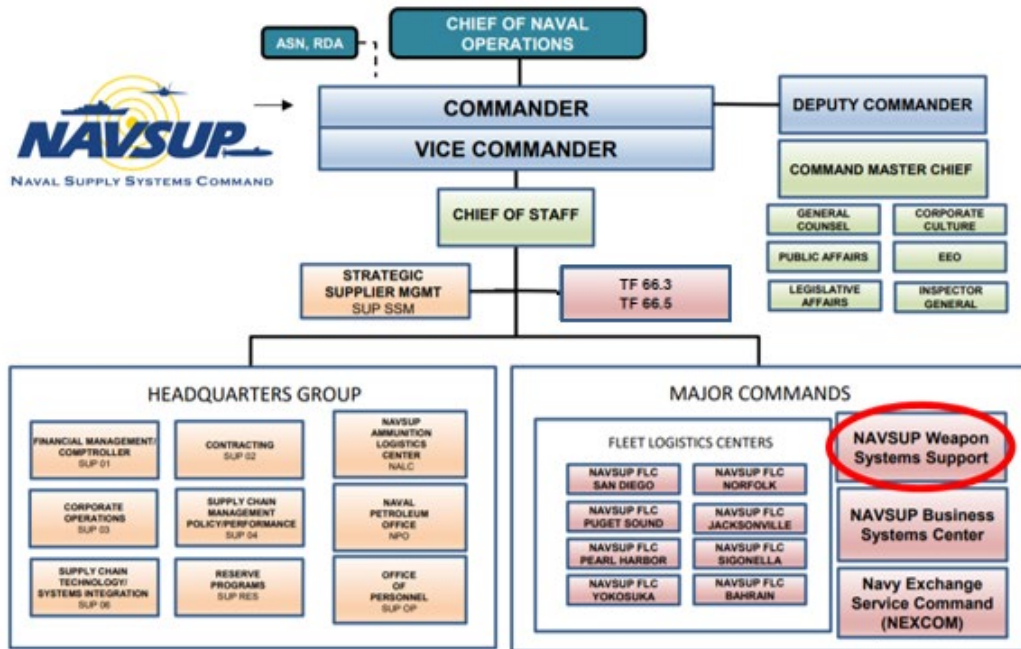 CHIEF OF NAVAL
OPERATIONS
ASN, RDA
NAVSUP
NAVAL SUPPLY SYSTEMS COMMAND
COMMANDER
VICE COMMANDER
DEPUTY COMMANDER
COMMAND MASTER CHIEF
GENERAL
COUNSEL
CORPORATE
CULTURE
PUBLIC AFFAIRS
EEO
LEGISLATIVE
AFFAIRS
INSPECTOR
GENERAL
CHIEF OF STAFF
STRATEGIC
SUPPLIER MGMT
SUP SSM
TF 66.3
TF 66.5
HEADQUARTERS GROUP
FINANCIAL MANAGEMENT/
COMPTROLLER
SUP 01
CONTRACTING
SUP 02
NAVSUP
AMMUNITION
LOGISTICS
CENTER
NALC
CORPORATE
OPERATIONS
SUP 03
SUPPLY CHAIN
MANAGEMENT
POLICY/PERFORMANCE
SUP 04
NAVAL
PETROLEUM
OFFICE
NPO
SUPPLY CHAIN
TECHNOLOGY/
SYSTEMS INTEGRATION
SUP 06
RESERVE
PROGRAMS
SUP RES
OFFICE
OF
PERSONNEL
SUP OP
MAJOR COMMANDS
FLEET LOGISTICS CENTERS
NAVSUP FLC
SAN DIEGO
NAVSUP FLC
NORFOLK
NAVSUP FLC
PUGET SOUND
NAVSUP FLC
JACKSONVILLE
NAVSUP FLC
PEARL HARBOR
NAVSUP FLC
SIGONELLA
NAVSUP FLC
YOKOSUKA
NAVSUP FLC
BAHRAIN
NAVSUP Weapon
Systems Support
NAVSUP Business
Systems Center
Navy Exchange
Service Command
(NEXCOM)